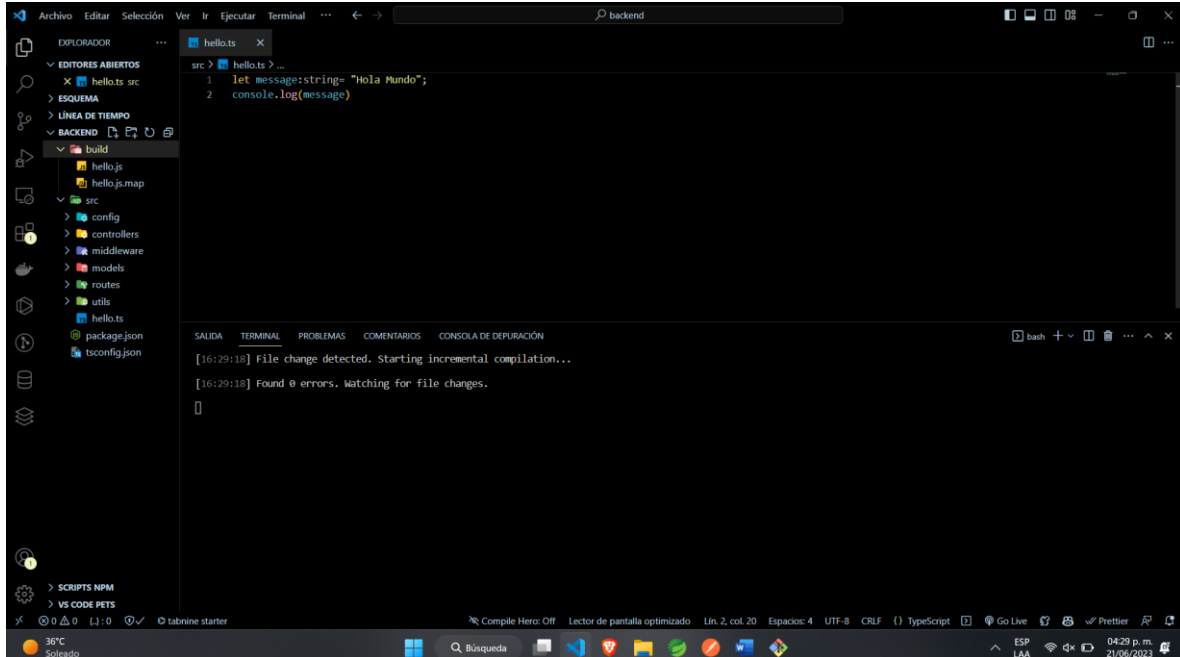 Archivo Editar Selección Ver Ir Ejecutar Terminal ··· backend
EXPLORADOR ···
EDITORES ABIERTOS
hello.ts src
ESQUEMA
LÍNEA DE TIEMPO
BACKEND
build
hello.js
hello.js.map
src
config
controllers
middleware
models
routes
utils
hello.ts
package.json
tsconfig.json
SCRIPTS NPM
VS CODE PETS
hello.ts
src > hello.ts > ...
1 let message:string= "Hola Mundo";
2 console.log(message)
SALIDA TERMINAL PROBLEMAS COMENTARIOS CONSOLA DE DEPURACIÓN bash
[16:29:18] File change detected. Starting incremental compilation...
[16:29:18] Found 0 errors. Watching for file changes.
1
1
0 0 {..} : 0 tabnine starter Compile Hero: Off Lector de pantalla optimizado Lín. 2, col. 20 Espacios: 4 UTF-8 CRLF {} TypeScript Go Live Prettier
36°C
Soleado
Búsqueda
ESP
LAA
04:29 p. m.
21/06/2023